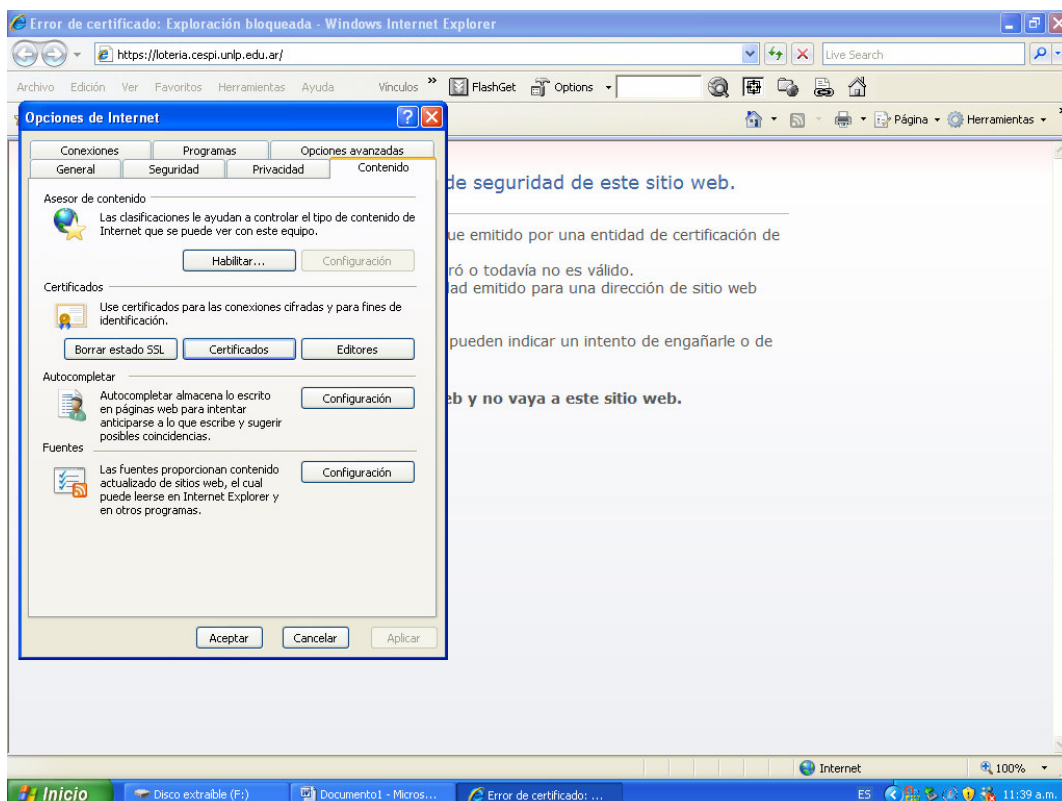 Error de certificado: Exploración bloqueada - Windows Internet Explorer
https://loteria.cespi.unlp.edu.ar/
Live Search
Archivo Edición Ver Favoritos Herramientas Ayuda Vínculos » FlashGet Options
Página Herramientas
Opciones de Internet
Conexiones Programas Opciones avanzadas
General Seguridad Privacidad Contenido
Asesor de contenido
Las clasificaciones le ayudan a controlar el tipo de contenido de
Internet que se puede ver con este equipo.
Habilitar... Configuración
Certificados
Use certificados para las conexiones cifradas y para fines de
identificación.
Borrar estado SSL Certificados Editores
Autocompletar
Autocompletar almacena lo escrito
en páginas web para intentar
anticiparse a lo que escribe y sugerir
posibles coincidencias.
Configuración
Fuentes
Las fuentes proporcionan contenido
actualizado de sitios web, el cual
puede leerse en Internet Explorer y
en otros programas.
Configuración
Aceptar Cancelar Aplicar
de seguridad de este sitio web.
ue emitido por una entidad de certificación de
ró o todavía no es válido.
dad emitido para una dirección de sitio web
pueden indicar un intento de engañarle o de
eb y no vaya a este sitio web.
Internet 100%
Inicio Disco extraíble (F:) Documento1 - Micros... Error de certificado: ... ES 11:39 a.m.